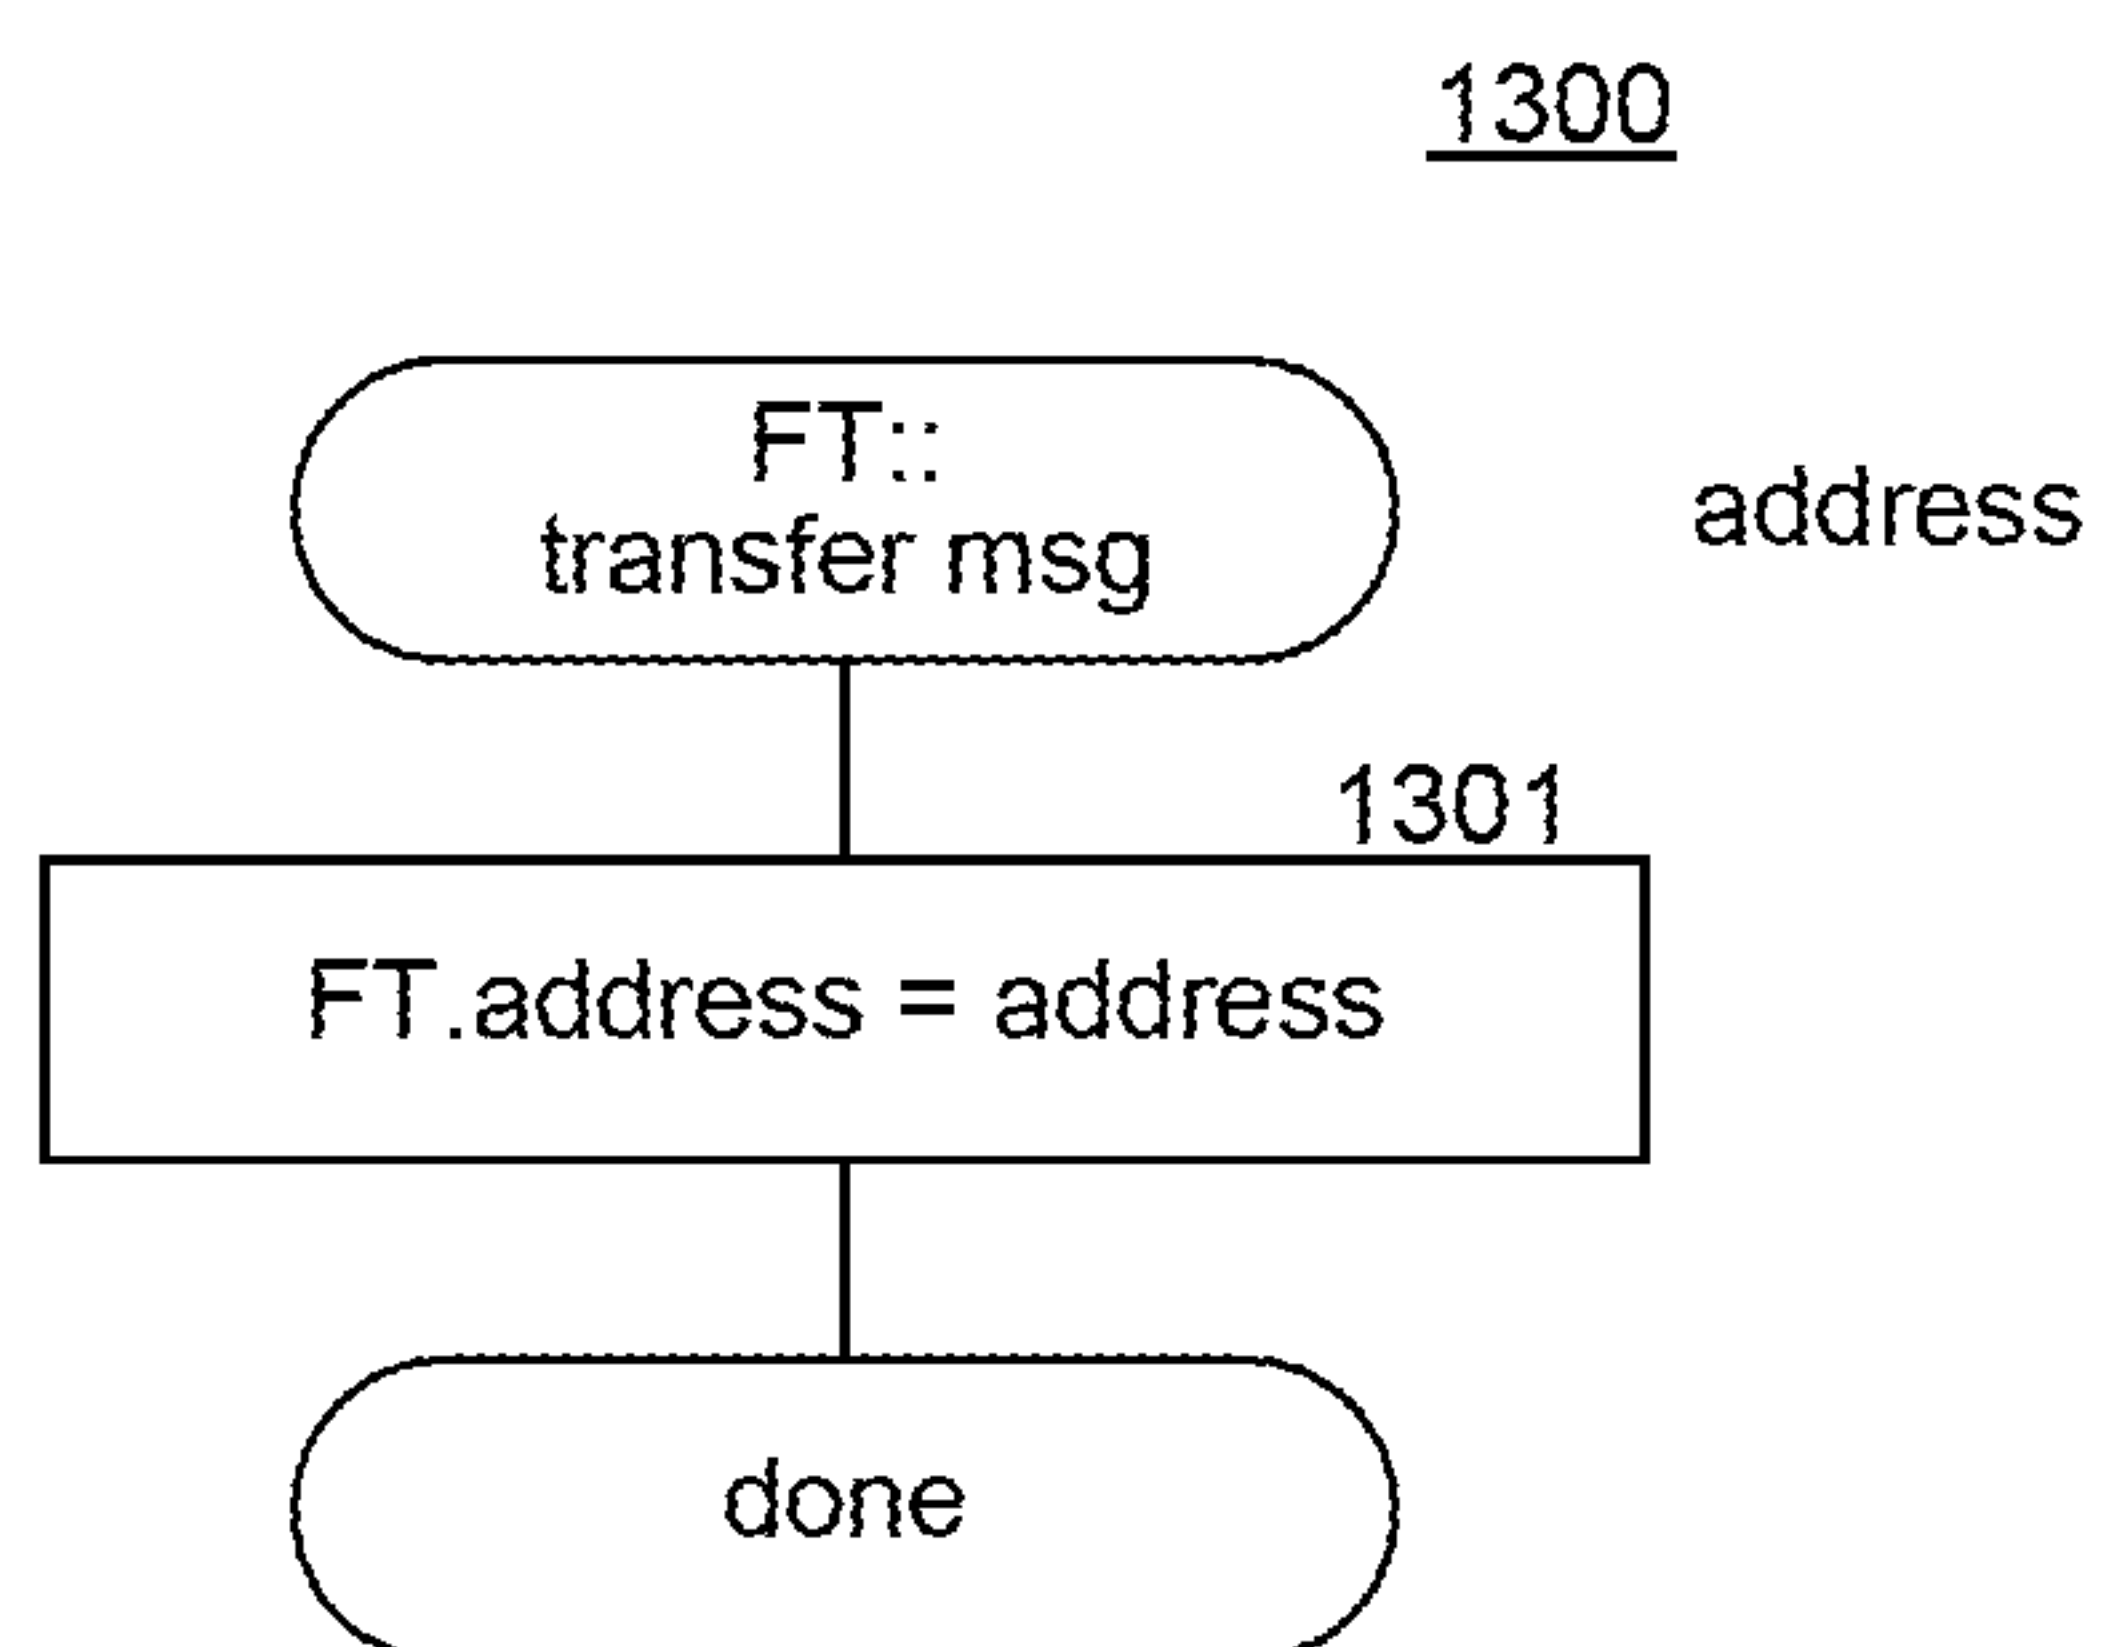 1300
FT::
transfer msg
address
1301
FT.address = address
done